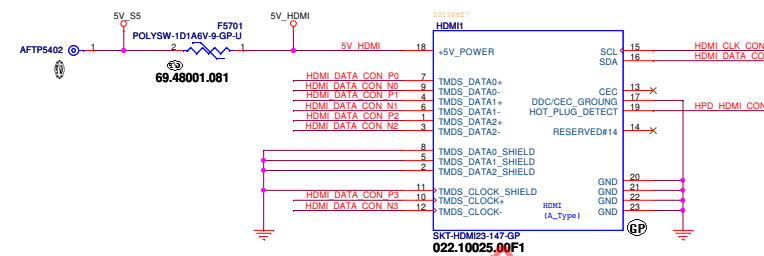 20150827
5V_S5
F5701
5V_HDMI
HDMI1
POLYSW-1D1A6V-9-GP-U
AFTP5402
1
2
1
5V_HDMI
18
+5V_POWER
SCL
15
HDMI_CLK_CON
SDA
16
HDMI_DATA_CO
69.48001.081
HDMI_DATA_CON_P0
7
TMDS_DATA0+
HDMI_DATA_CON_N0
9
TMDS_DATA0-
CEC
13
HDMI_DATA_CON_P1
4
TMDS_DATA1+
DDC/CEC_GROUNG
17
HDMI_DATA_CON_N1
6
TMDS_DATA1-
HOT_PLUG_DETECT
19
HPD_HDMI_CON
HDMI_DATA_CON_P2
1
TMDS_DATA2+
HDMI_DATA_CON_N2
3
TMDS_DATA2-
RESERVED#14
14
8
TMDS_DATA0_SHIELD
5
TMDS_DATA1_SHIELD
2
TMDS_DATA2_SHIELD
GND
20
11
TMDS_CLOCK_SHIELD
GND
21
HDMI_DATA_CON_P3
10
TMDS_CLOCK+
GND
22
HDMI_DATA_CON_N3
12
TMDS_CLOCK-
GND
23
HDMI
(A_Type)
GP
SKT-HDMI23-147-GP
022.10025.00F1